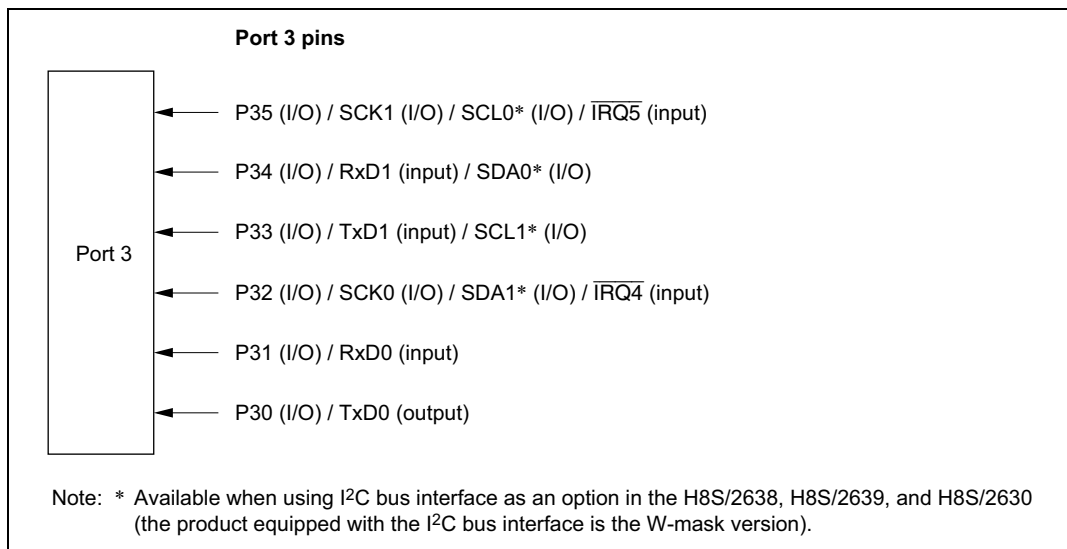 Port 3 pins
P35 (I/O) / SCK1 (I/O) / SCL0* (I/O) / I̅R̅Q̅5̅ (input)
P34 (I/O) / RxD1 (input) / SDA0* (I/O)
Port 3
P33 (I/O) / TxD1 (input) / SCL1* (I/O)
P32 (I/O) / SCK0 (I/O) / SDA1* (I/O) / I̅R̅Q̅4̅ (input)
P31 (I/O) / RxD0 (input)
P30 (I/O) / TxD0 (output)
Note: * Available when using I²C bus interface as an option in the H8S/2638, H8S/2639, and H8S/2630
(the product equipped with the I²C bus interface is the W-mask version).